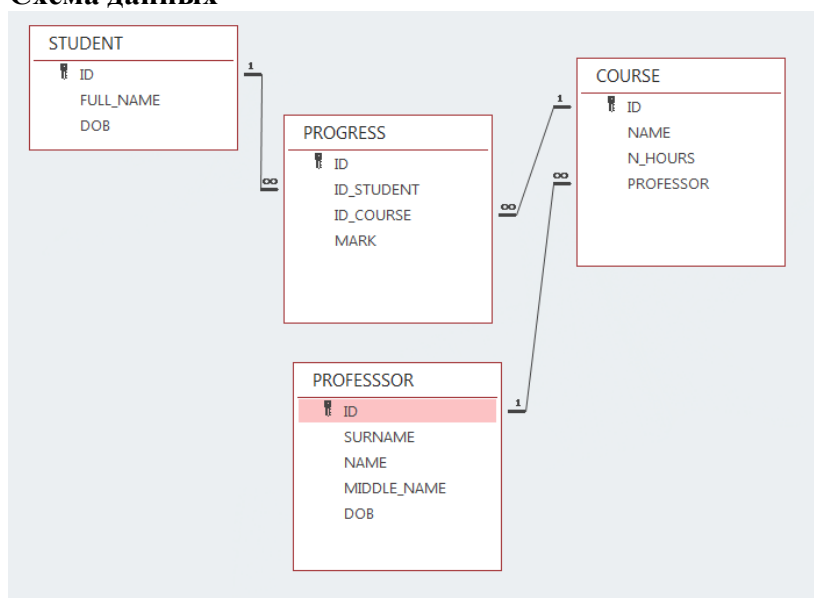 Схема данных
STUDENT
ID
FULL_NAME
DOB
1
∞
PROGRESS
ID
ID_STUDENT
ID_COURSE
MARK
∞
COURSE
1
ID
NAME
N_HOURS
∞
PROFESSOR
PROFESSSOR
ID
1
SURNAME
NAME
MIDDLE_NAME
DOB